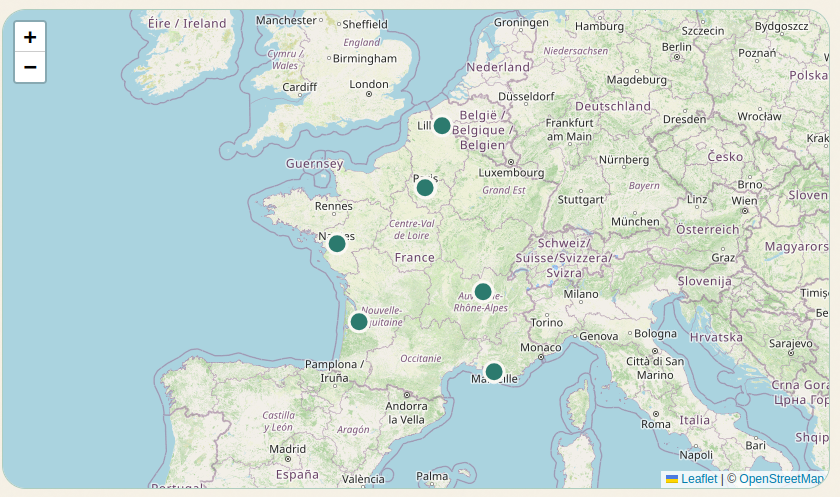 +
−
Éire / Ireland
Manchester
Sheffield
Groningen
Hamburg
Szczecin
Bydgoszcz
England
Cymru /
Wales
Birmingham
Niedersachsen
Berlin
Poznań
Nederland
Magdeburg
Polska
Cardiff
London
Düsseldorf
Deutschland
België /
Belgique /
Belgien
Dresden
Wrocław
Frankfurt
am Main
Česko
Guernsey
Luxembourg
Nürnberg
Grand Est
Bayern
Brno
Stuttgart
Linz
Wien
Rennes
München
Centre-Val
de Loire
Österreich
France
Schweiz/
Suisse/Svizzera/
Svizra
Graz
Milano
Slovenija
Rhône-Alpes
Nouvelle-
Torino
Genova
Bologna
Hrvatska
Sarajevo
Monaco
Occitanie
Pamplona /
Iruña
Città di San
Marino
Andorra
la Vella
Castilla
y León
Aragón
Roma
Italia
Madrid
Napoli
Bari
España
València
Palma
Leaflet | © OpenStreetMap